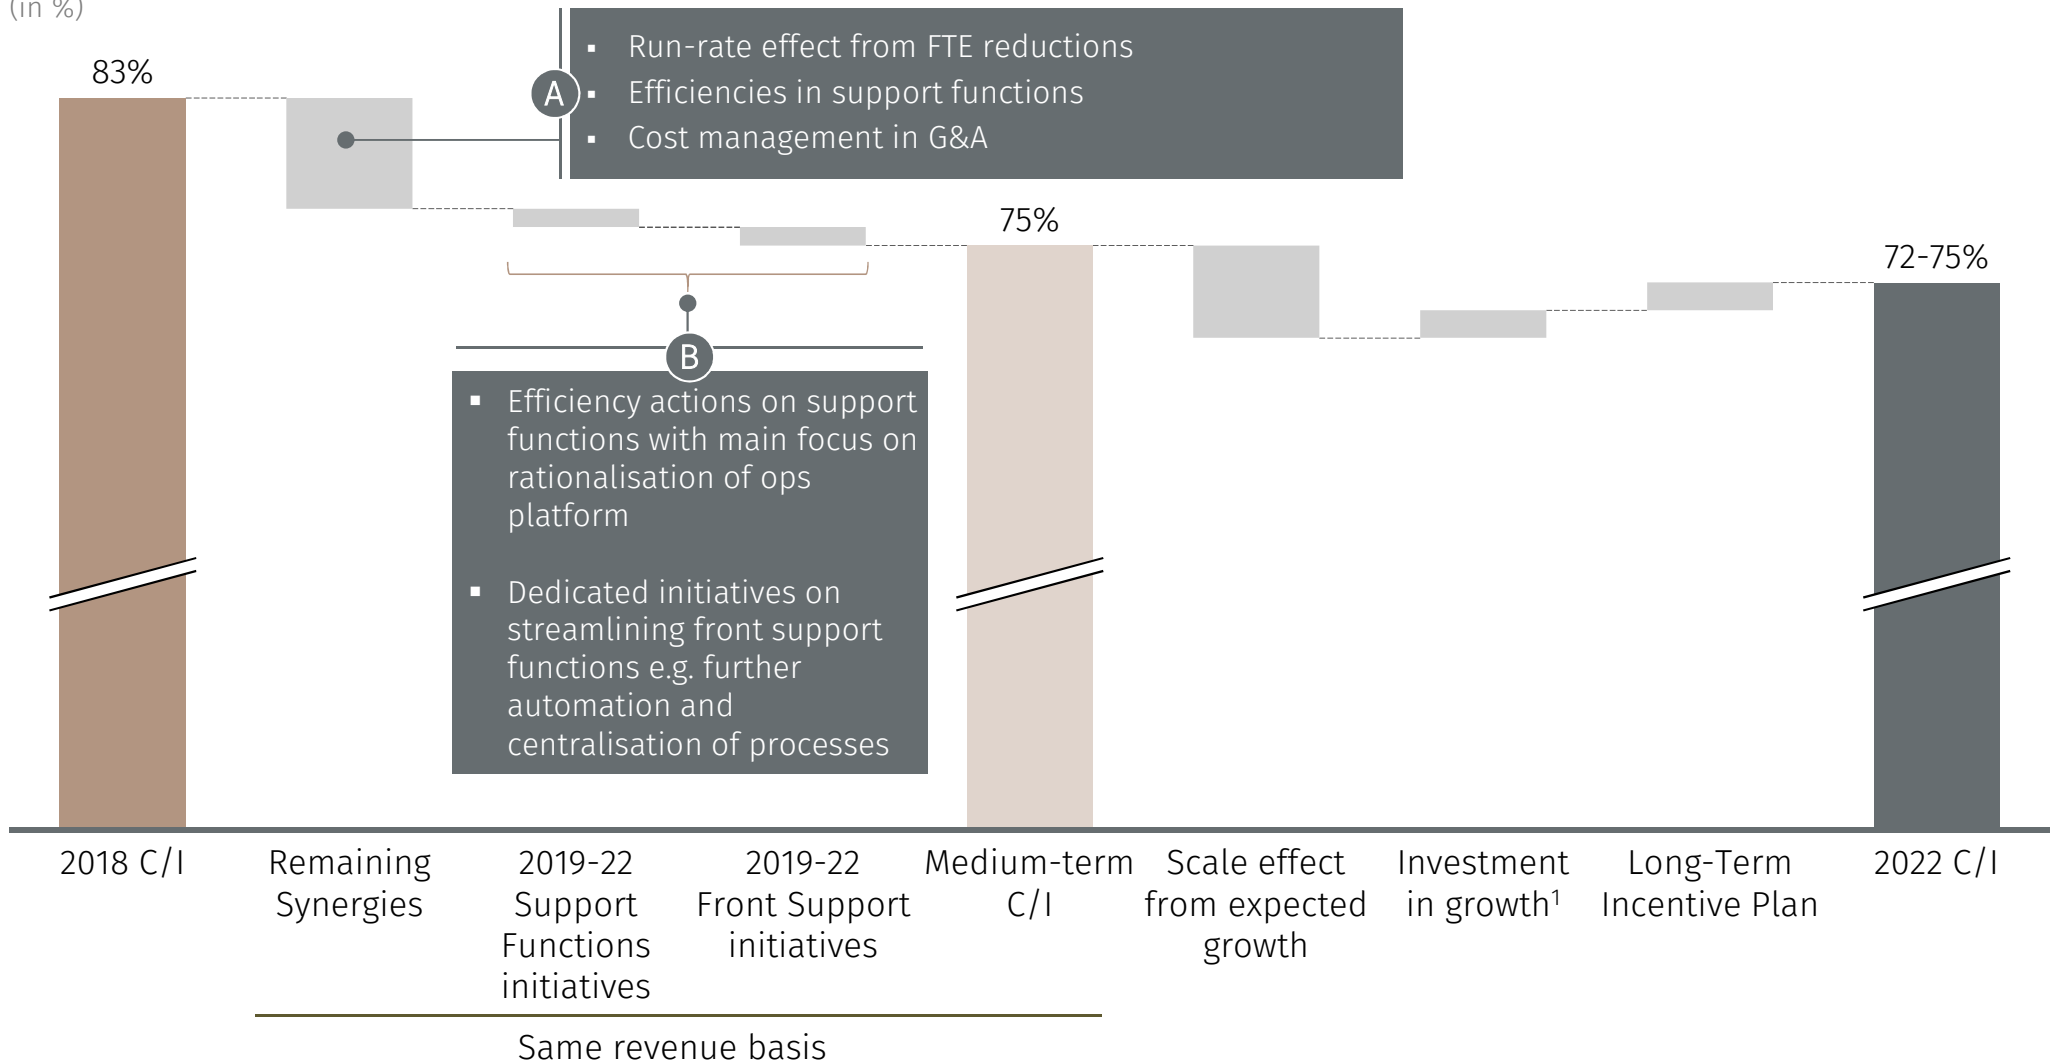 (in %)
83%
A
▪ Run-rate effect from FTE reductions
▪ Efficiencies in support functions
▪ Cost management in G&A
75%
72-75%
B
▪ Efficiency actions on support
functions with main focus on
rationalisation of ops
platform
▪ Dedicated initiatives on
streamlining front support
functions e.g. further
automation and
centralisation of processes
2018 C/I
Remaining
Synergies
2019-22
Support
Functions
initiatives
2019-22
Front Support
initiatives
Medium-term
C/I
Scale effect
from expected
growth
Investment
in growth¹
Long-Term
Incentive Plan
2022 C/I
Same revenue basis